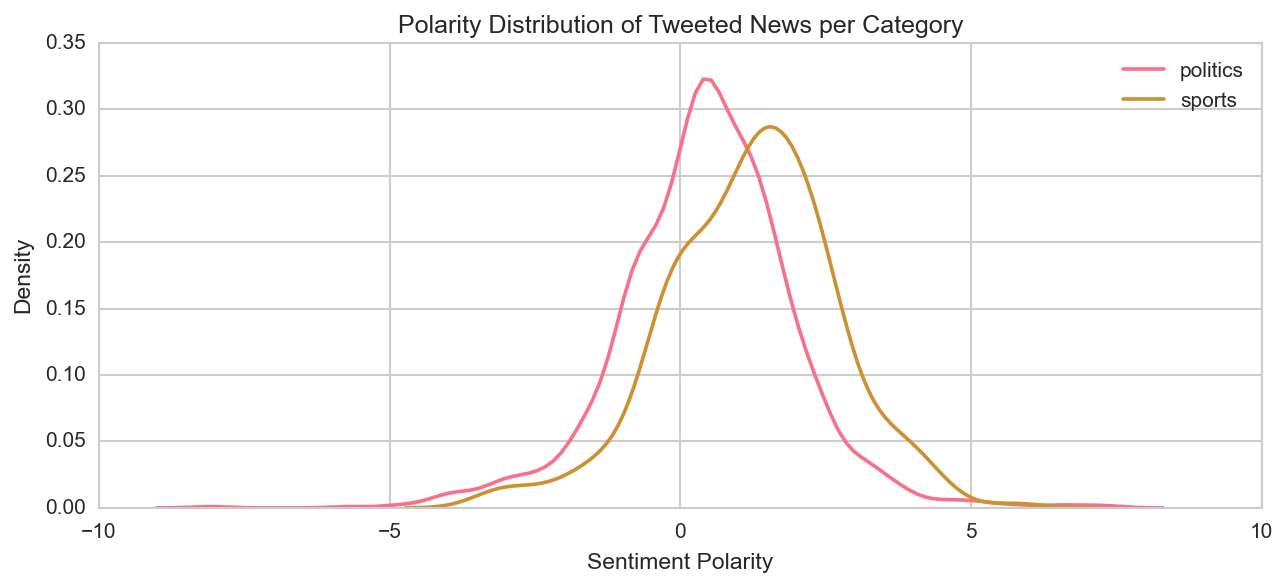 Polarity Distribution of Tweeted News per Category
0.35
0.30
0.25
0.20
0.15
0.10
0.05
0.00
Density
politics
sports
−10
−5
0
5
10
Sentiment Polarity